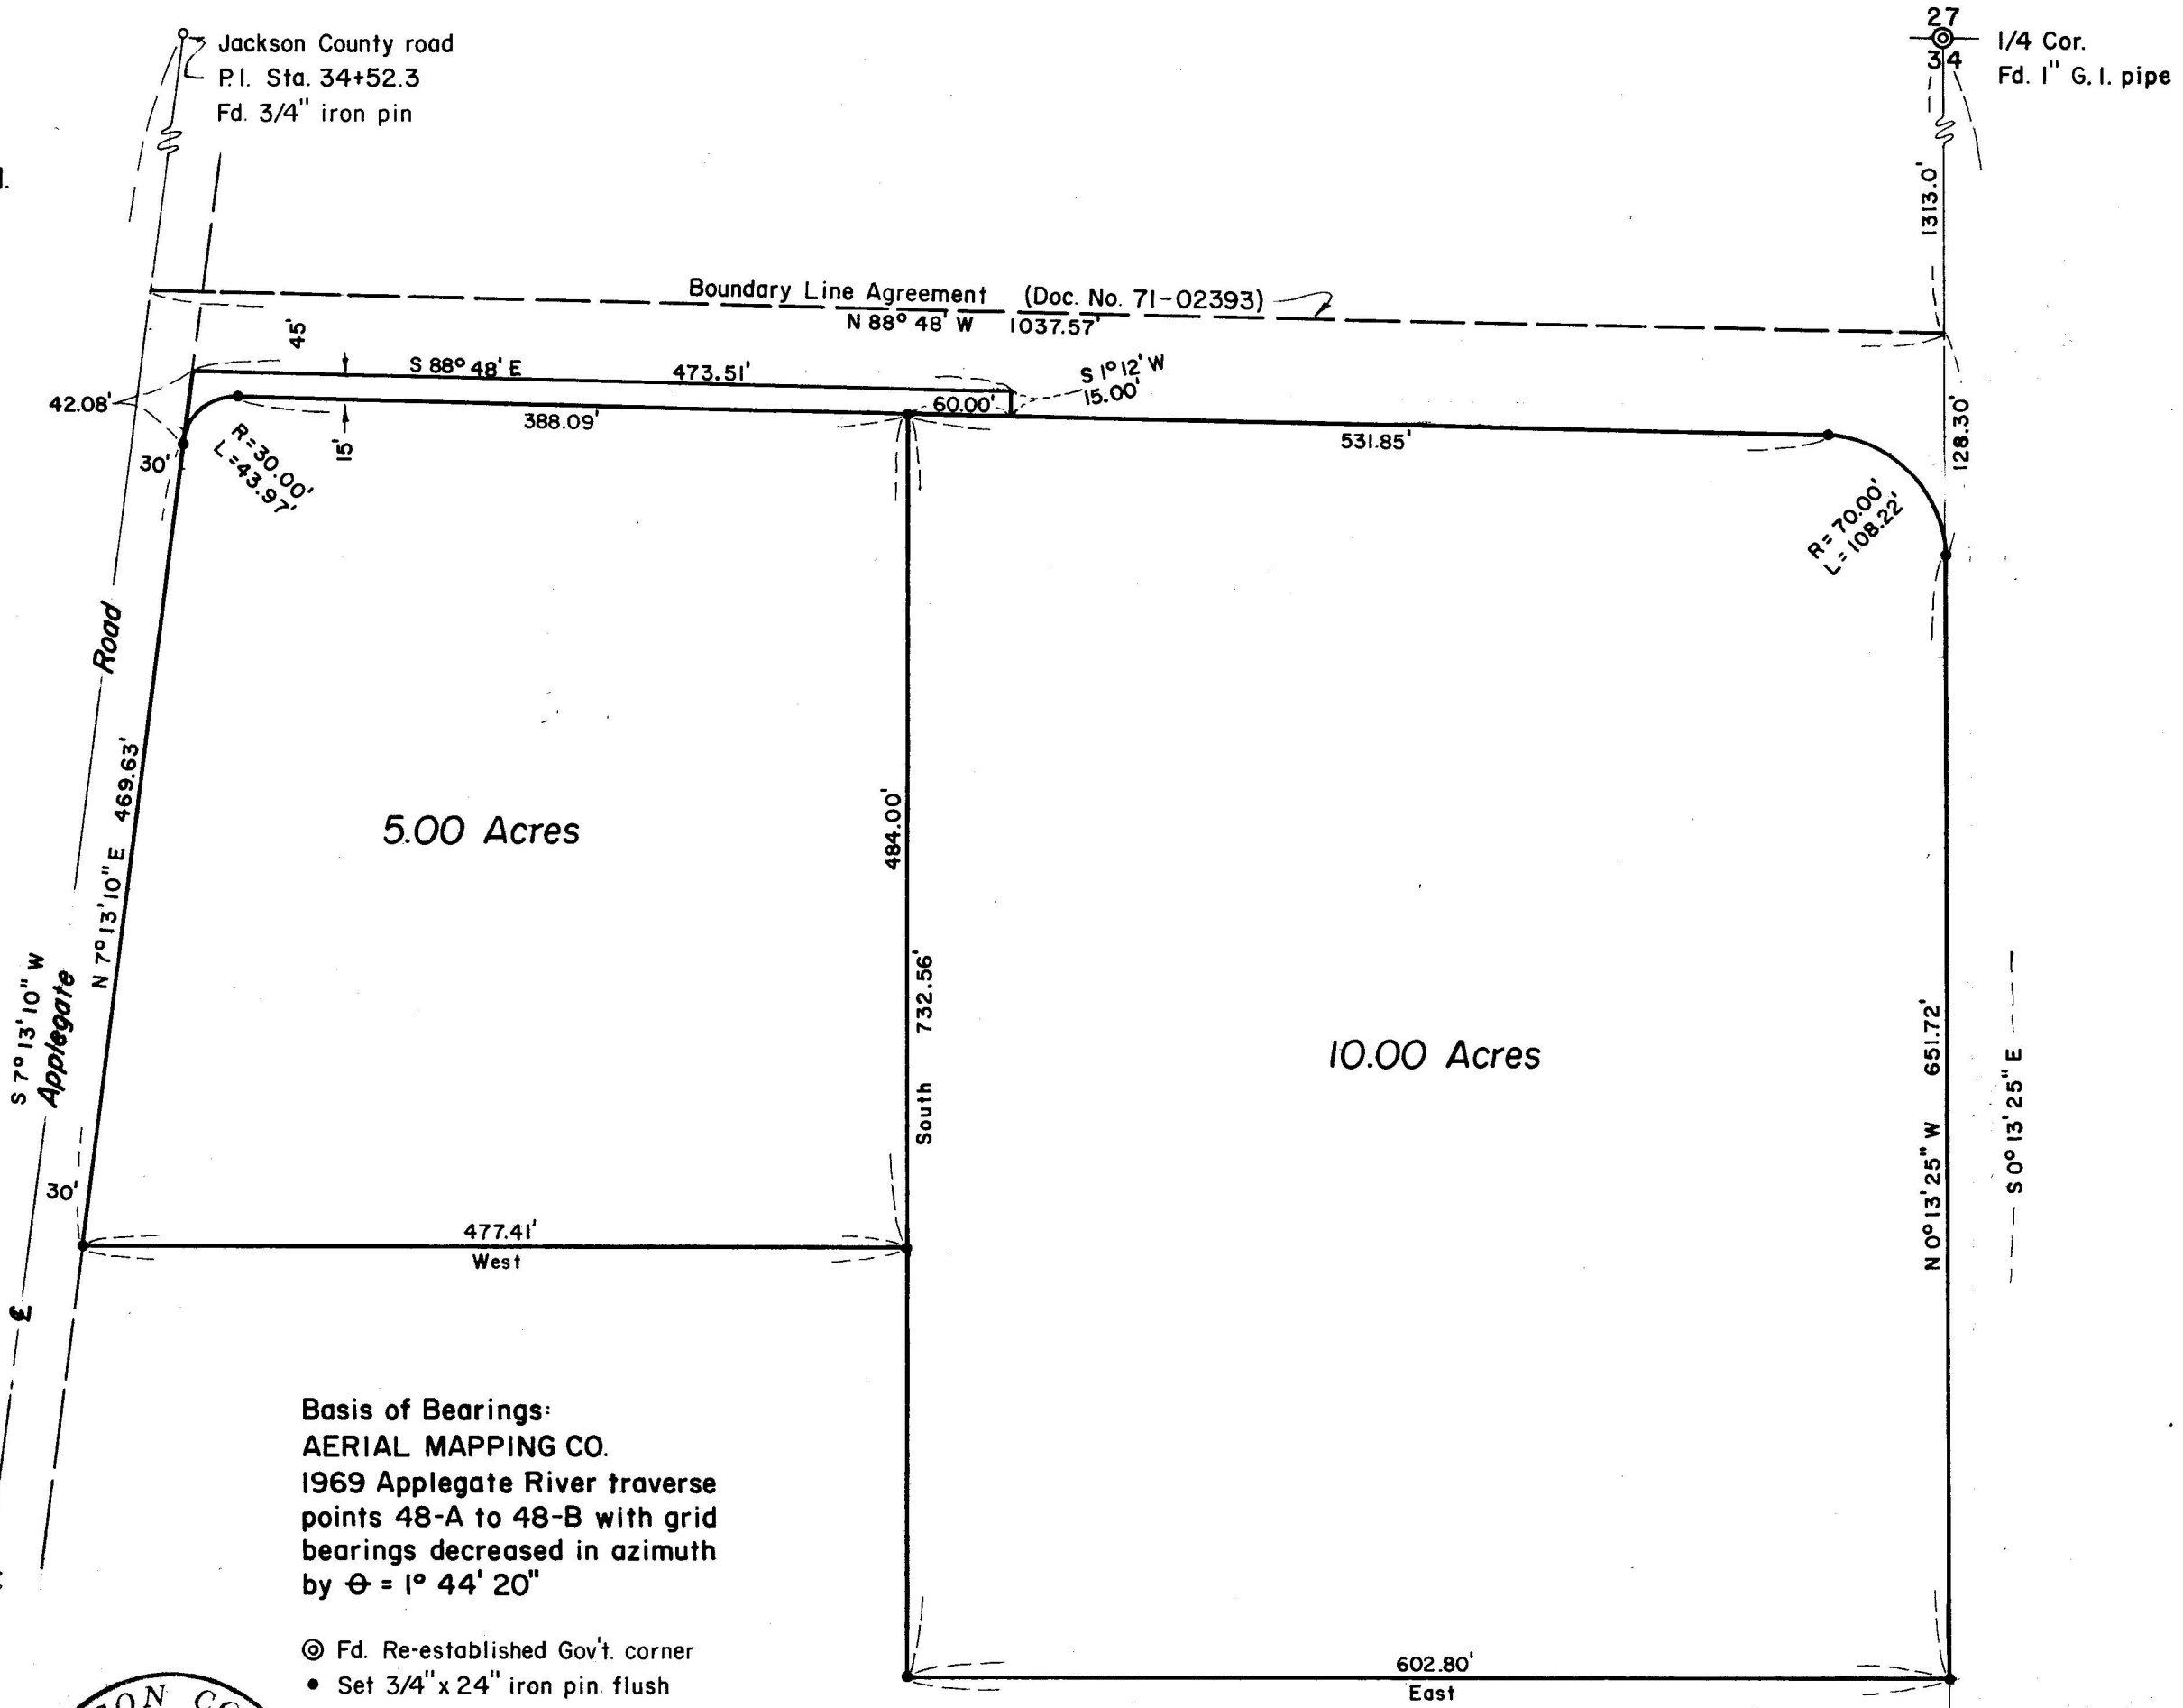 Jackson County road
P.I. Sta. 34+52.3
Fd. 3/4" iron pin
27
34
1/4 Cor.
Fd. 1" G.I. pipe
1313.0'
Boundary Line Agreement (Doc. No. 71-02393)
N 88° 48' W 1037.57'
45'
S 88° 48' E 473.51'
S 1° 12' W
15.00'
42.08'
60.00'
388.09'
15'
531.85'
128.30'
30'
R=30.00'
L=43.97'
R=70.00'
L=108.22'
Road
N 7° 13' 10" E 469.63'
5.00 Acres
484.00'
S 7° 13' 10" W
Applegate
South 732.56'
10.00 Acres
N 0° 13' 25" W 651.72'
S 0° 13' 25" E
30'
477.41'
West
℄
Basis of Bearings:
AERIAL MAPPING CO.
1969 Applegate River traverse
points 48-A to 48-B with grid
bearings decreased in azimuth
by θ = 1° 44' 20"
Fd. Re-established Gov't. corner
Set 3/4" x 24" iron pin flush
602.80'
East